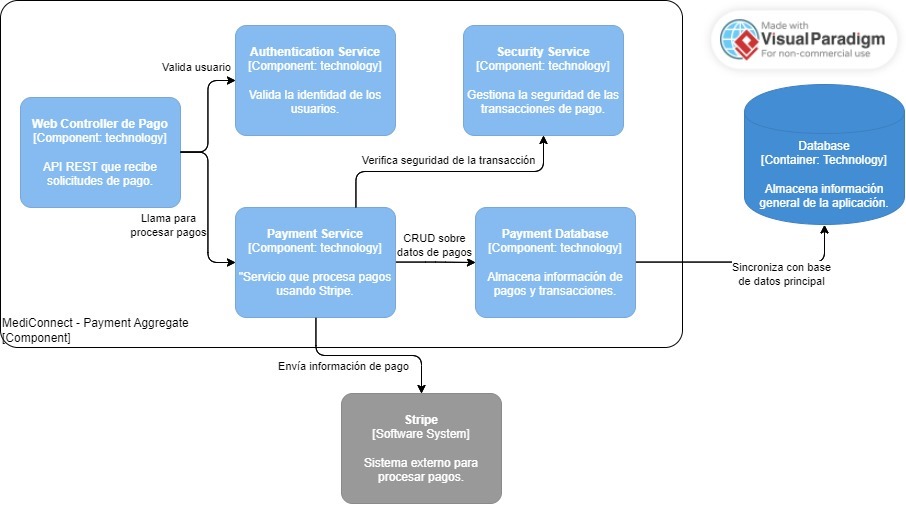 Made with
Visual Paradigm
For non-commercial use
Authentication Service
[Component: technology]
Valida la identidad de los
usuarios.
Security Service
[Component: technology]
Gestiona la seguridad de las
transacciones de pago.
Valida usuario
Web Controller de Pago
[Component: technology]
API REST que recibe
solicitudes de pago.
Database
[Container: Technology]
Almacena información
general de la aplicación.
Verifica seguridad de la transacción
Llama para
procesar pagos
Payment Service
[Component: technology]
"Servicio que procesa pagos
usando Stripe.
CRUD sobre
datos de pagos
Payment Database
[Component: technology]
Almacena información de
pagos y transacciones.
Sincroniza con base
de datos principal
MediConnect - Payment Aggregate
[Component]
Envía información de pago
Stripe
[Software System]
Sistema externo para
procesar pagos.